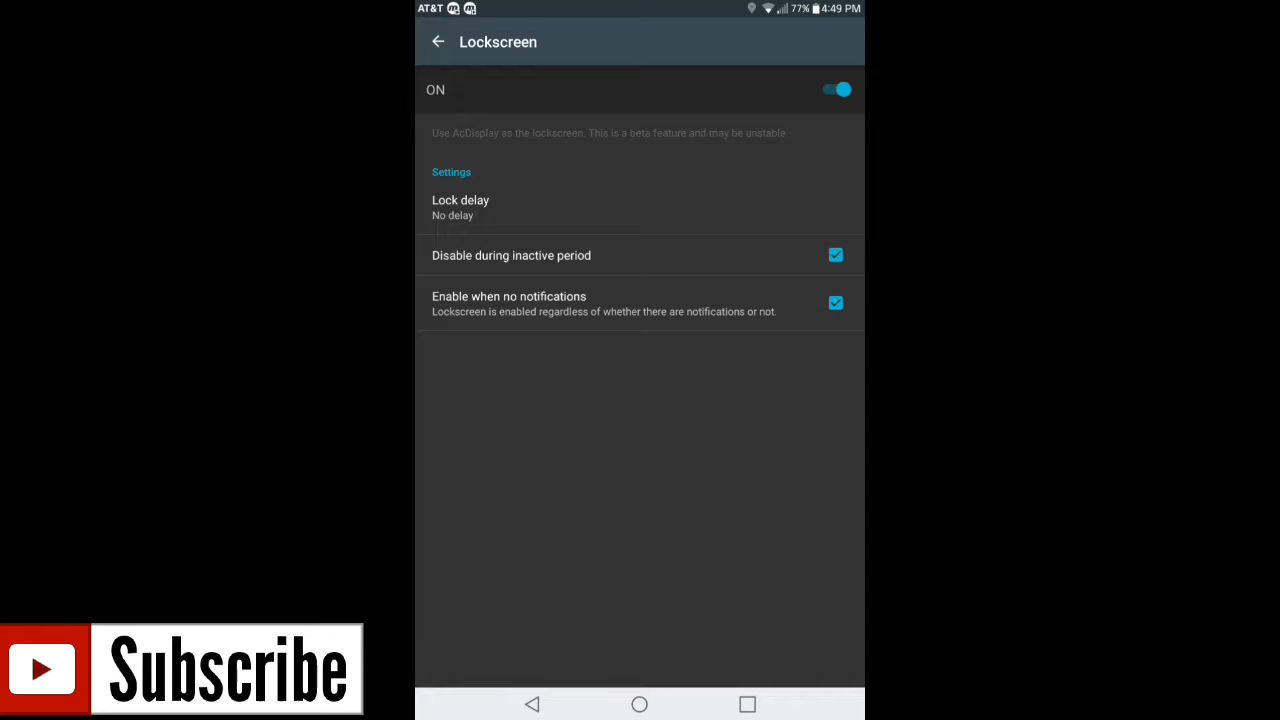 AT&T 77% 4:49 PM
Lockscreen
ON
Use AcDisplay as the lockscreen. This is a beta feature and may be unstable
Settings
Lock delay
No delay
Disable during inactive period
Enable when no notifications
Lockscreen is enabled regardless of whether there are notifications or not.
Subscribe